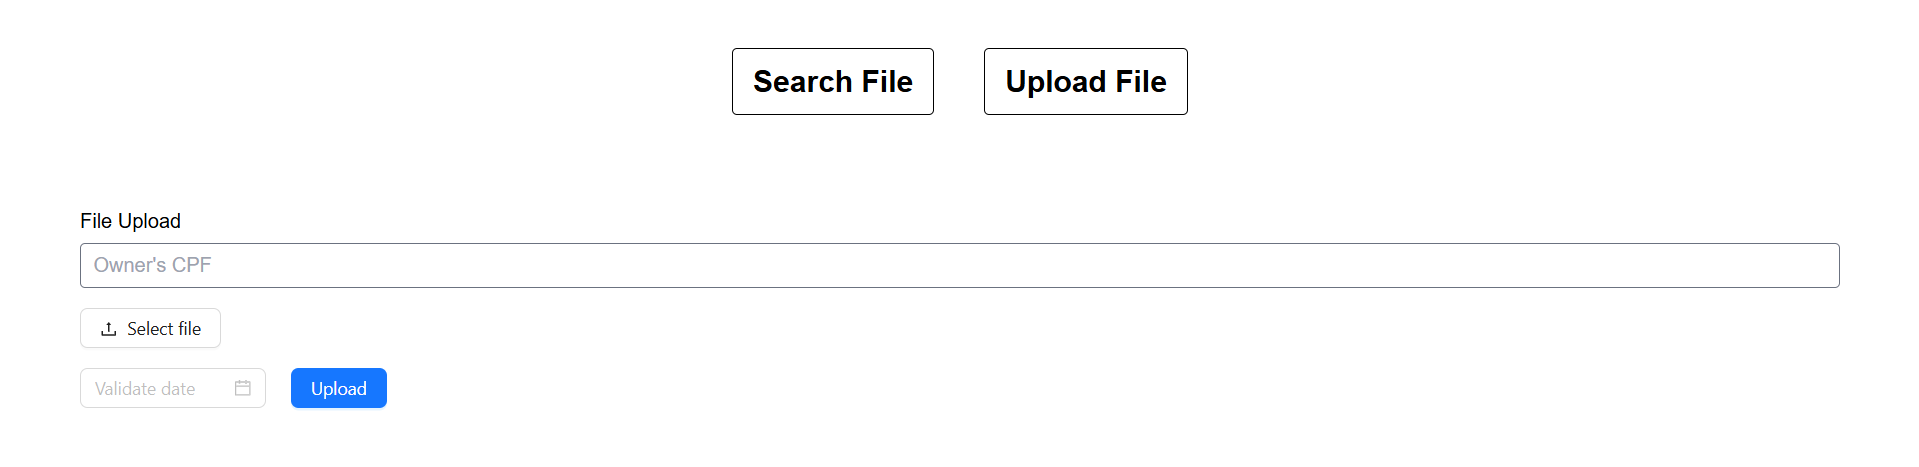 Search File
Upload File
File Upload
Owner's CPF
Select file
Validate date
Upload